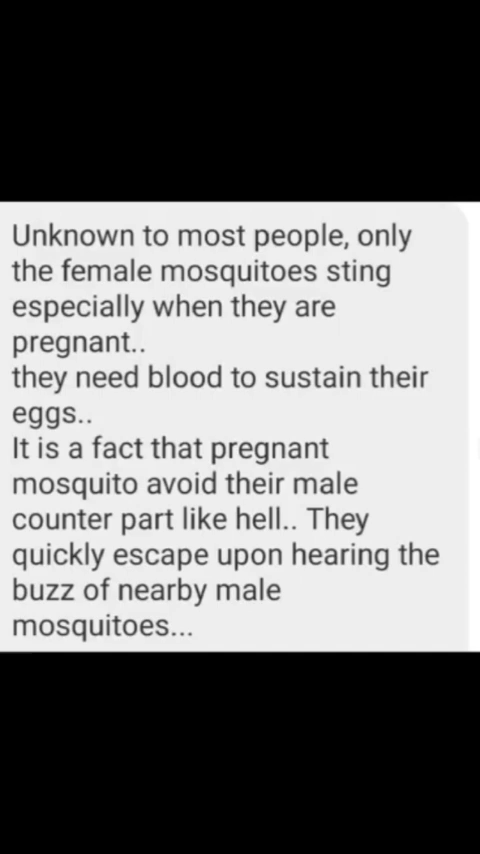 Unknown to most people, only
the female mosquitoes sting
especially when they are
pregnant..
they need blood to sustain their
eggs..
It is a fact that pregnant
mosquito avoid their male
counter part like hell.. They
quickly escape upon hearing the
buzz of nearby male
mosquitoes...